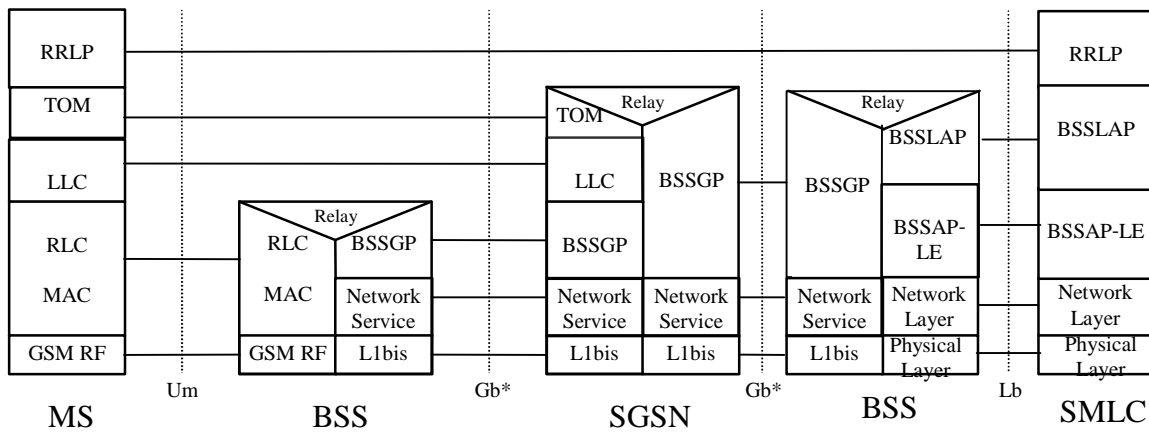 RRLP
TOM
LLC
RLC
MAC
GSM RF
Um
MS
Relay
RLC
MAC
GSM RF
BSSGP
Network
Service
L1bis
BSS
Gb*
Relay
TOM
LLC
BSSGP
Network
Service
L1bis
BSSGP
Network
Service
L1bis
SGSN
Gb*
Relay
BSSGP
Network
Service
L1bis
BSSLAP
BSSAP-
LE
Network
Layer
Physical
Layer
BSS
Lb
RRLP
BSSLAP
BSSAP-LE
Network
Layer
Physical
Layer
SMLC